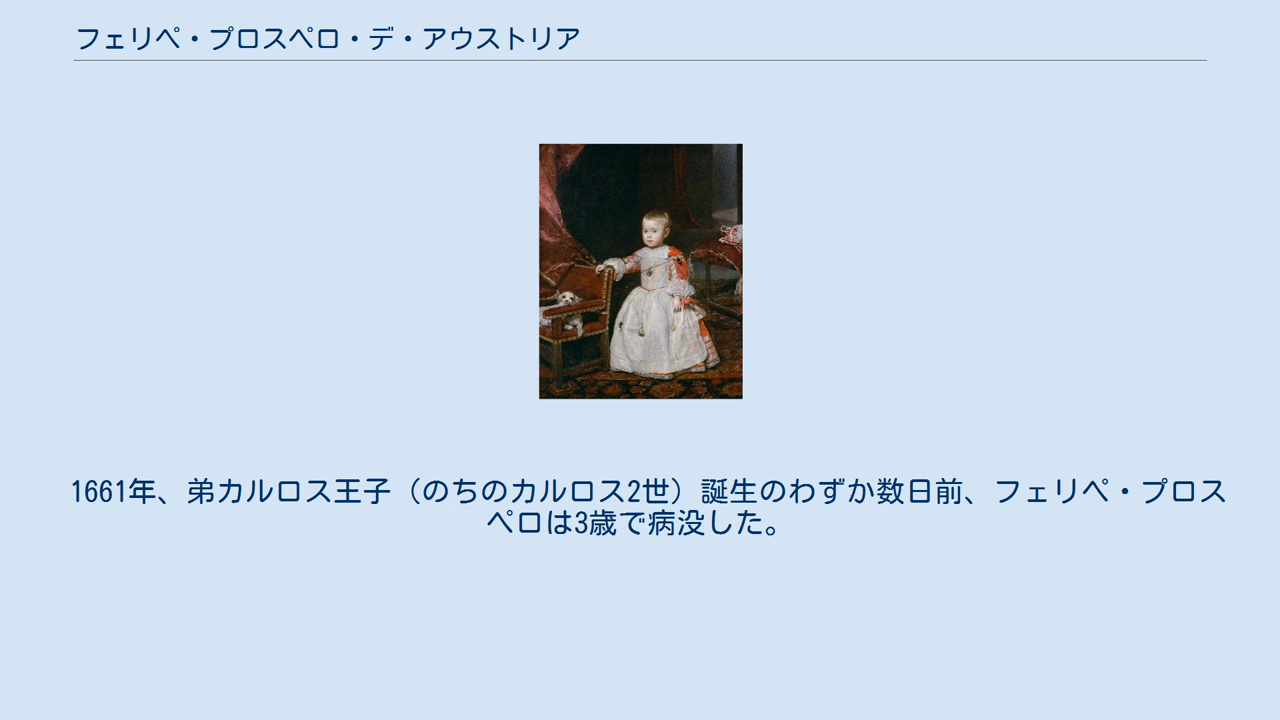 フェリペ・プロスペロ・デ・アウストリア
1661年、弟カルロス王子（のちのカルロス2世）誕生のわずか数日前、フェリペ・プロス
ペロは3歳で病没した。